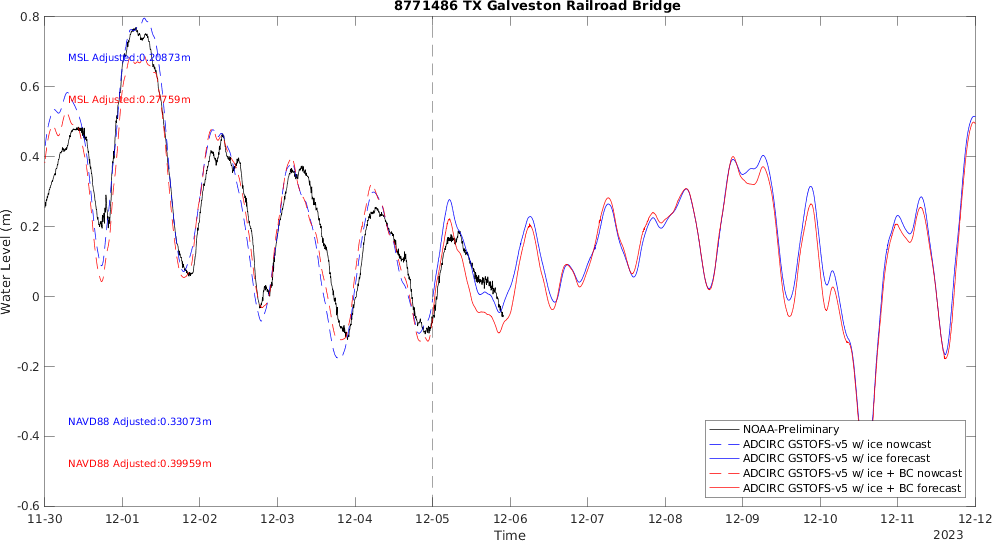 8771486 TX Galveston Railroad Bridge
0.8
0.6
0.4
0.2
0
-0.2
-0.4
-0.6
Water Level (m)
MSL Adjusted:0.20873m
MSL Adjusted:0.27759m
NAVD88 Adjusted:0.33073m
NAVD88 Adjusted:0.39959m
NOAA-Preliminary
ADCIRC GSTOFS-v5 w/ ice nowcast
ADCIRC GSTOFS-v5 w/ ice forecast
ADCIRC GSTOFS-v5 w/ ice + BC nowcast
ADCIRC GSTOFS-v5 w/ ice + BC forecast
11-30 12-01 12-02 12-03 12-04 12-05 12-06 12-07 12-08 12-09 12-10 12-11 12-12
Time
2023